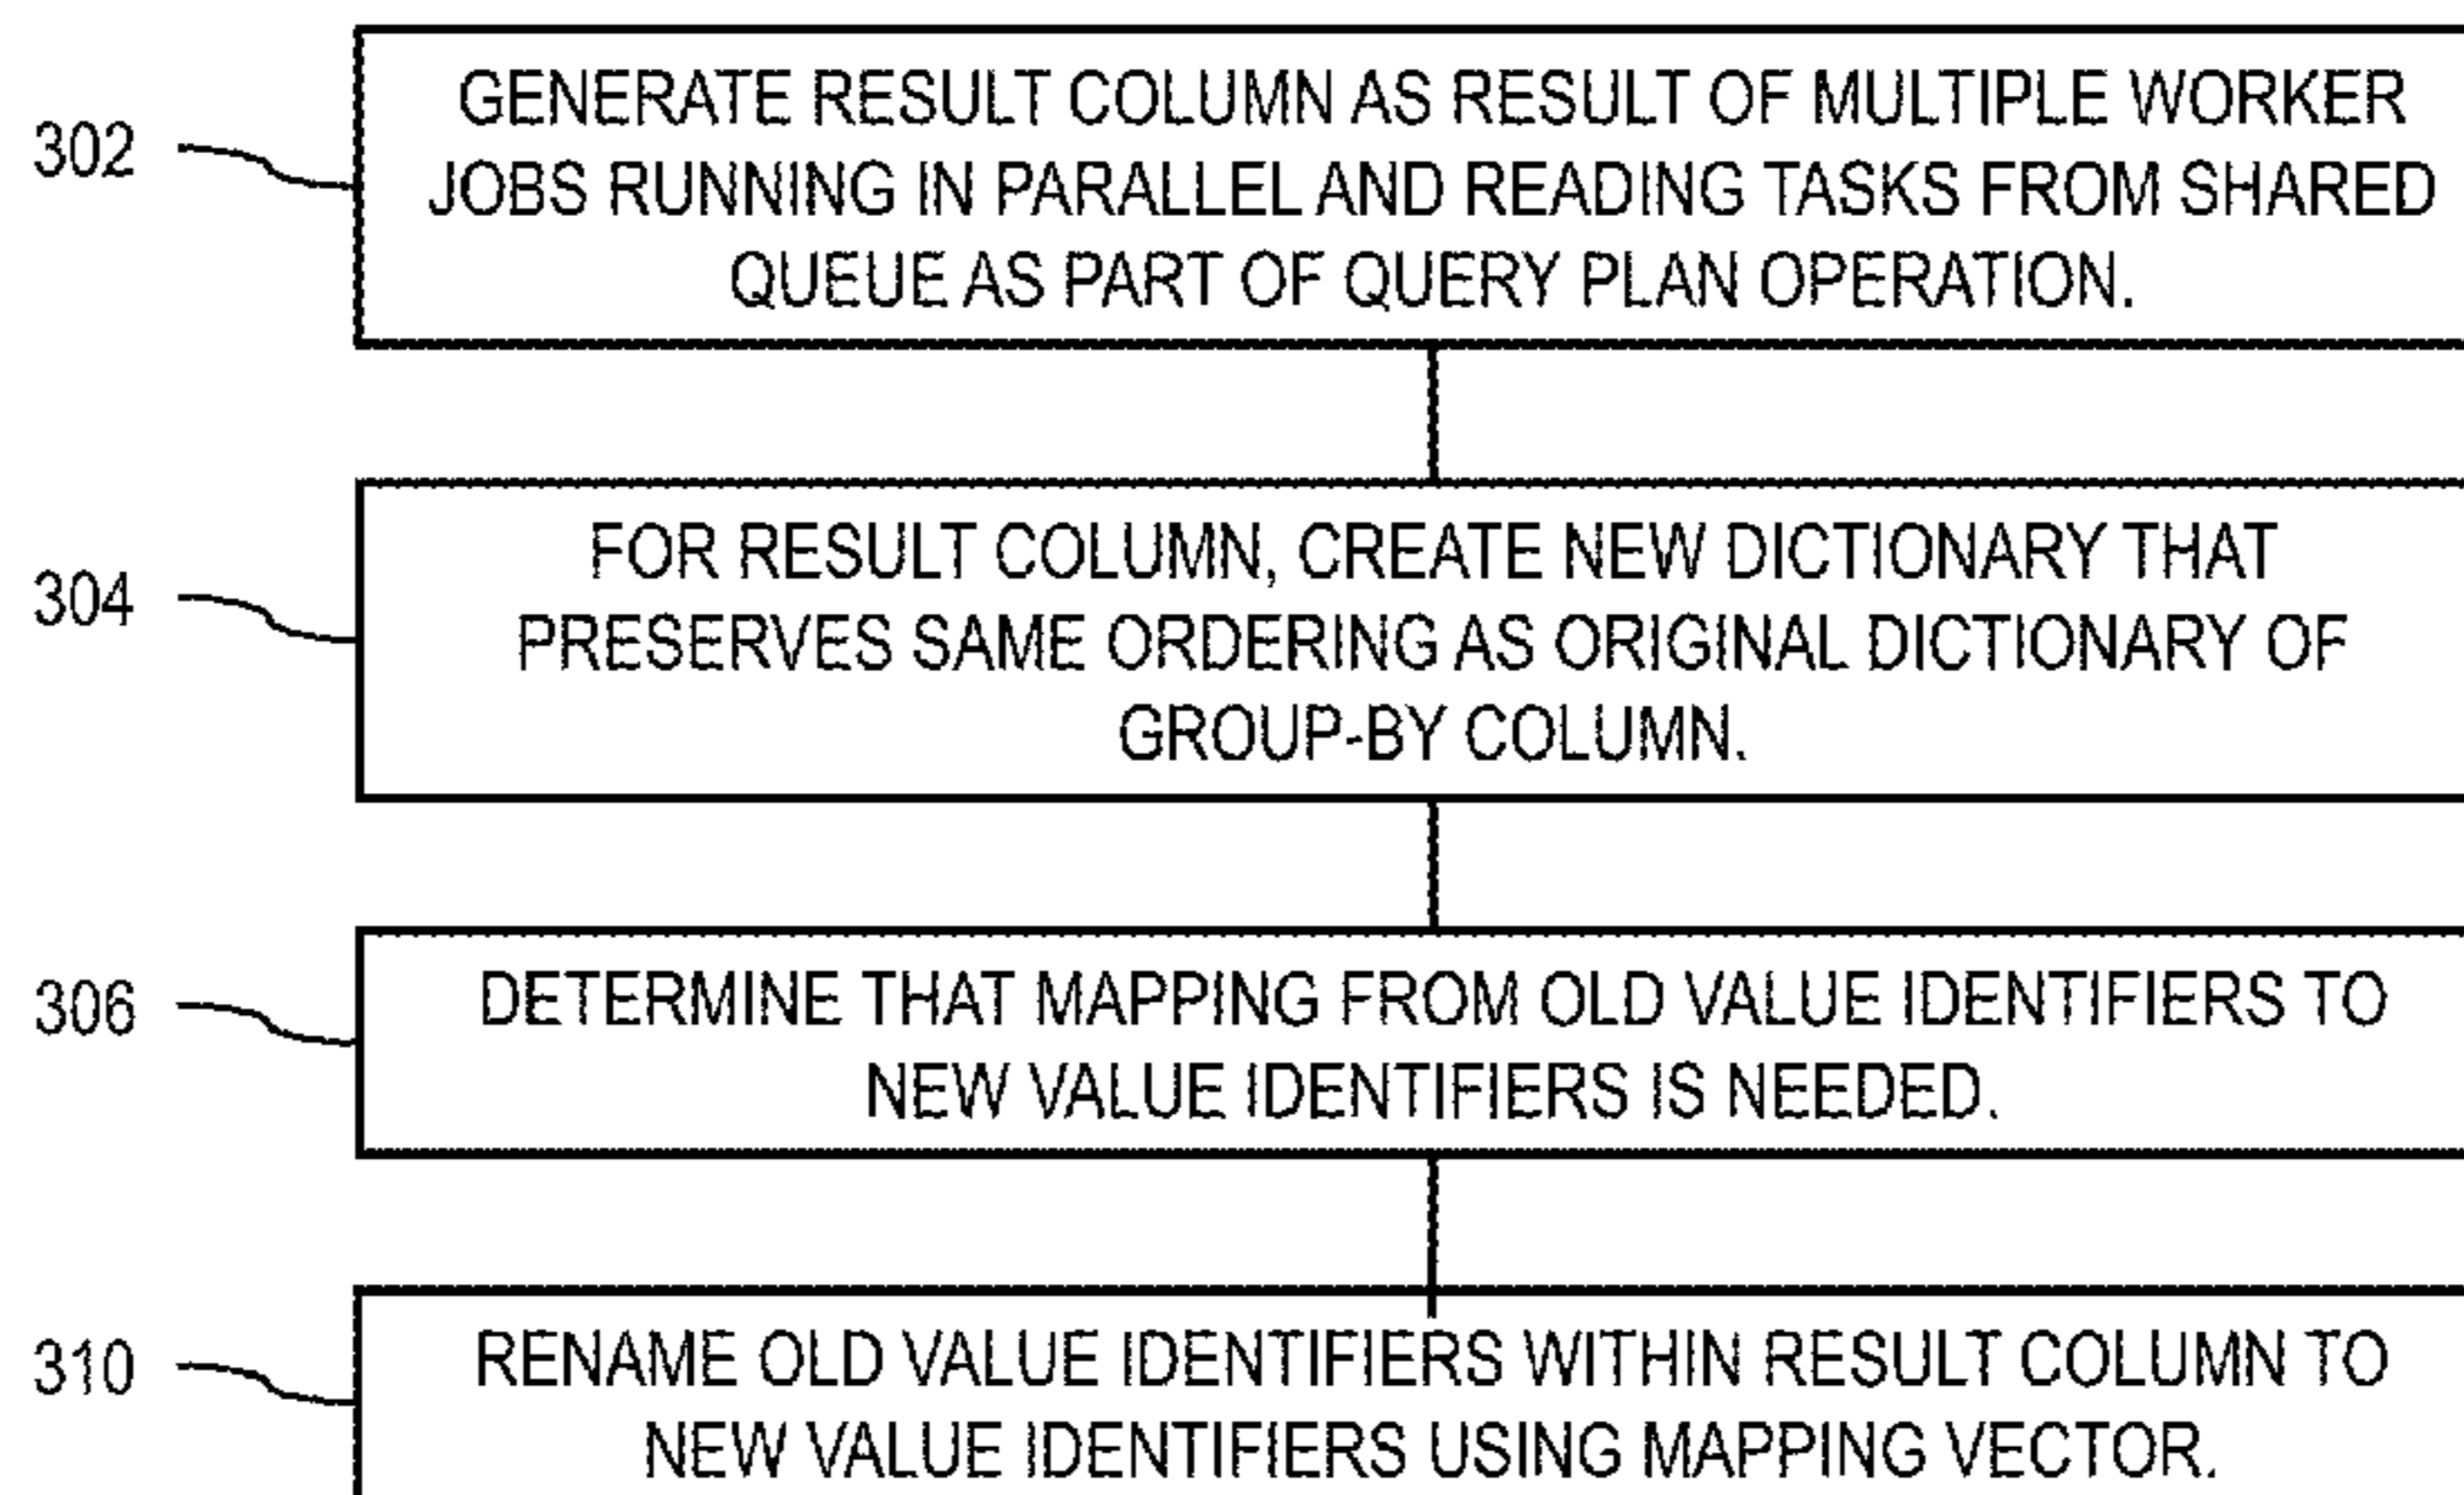 302
GENERATE RESULT COLUMN AS RESULT OF MULTIPLE WORKER
JOBS RUNNING IN PARALLEL AND READING TASKS FROM SHARED
QUEUE AS PART OF QUERY PLAN OPERATION.
304
FOR RESULT COLUMN, CREATE NEW DICTIONARY THAT
PRESERVES SAME ORDERING AS ORIGINAL DICTIONARY OF
GROUP-BY COLUMN.
306
DETERMINE THAT MAPPING FROM OLD VALUE IDENTIFIERS TO
NEW VALUE IDENTIFIERS IS NEEDED.
310
RENAME OLD VALUE IDENTIFIERS WITHIN RESULT COLUMN TO
NEW VALUE IDENTIFIERS USING MAPPING VECTOR.